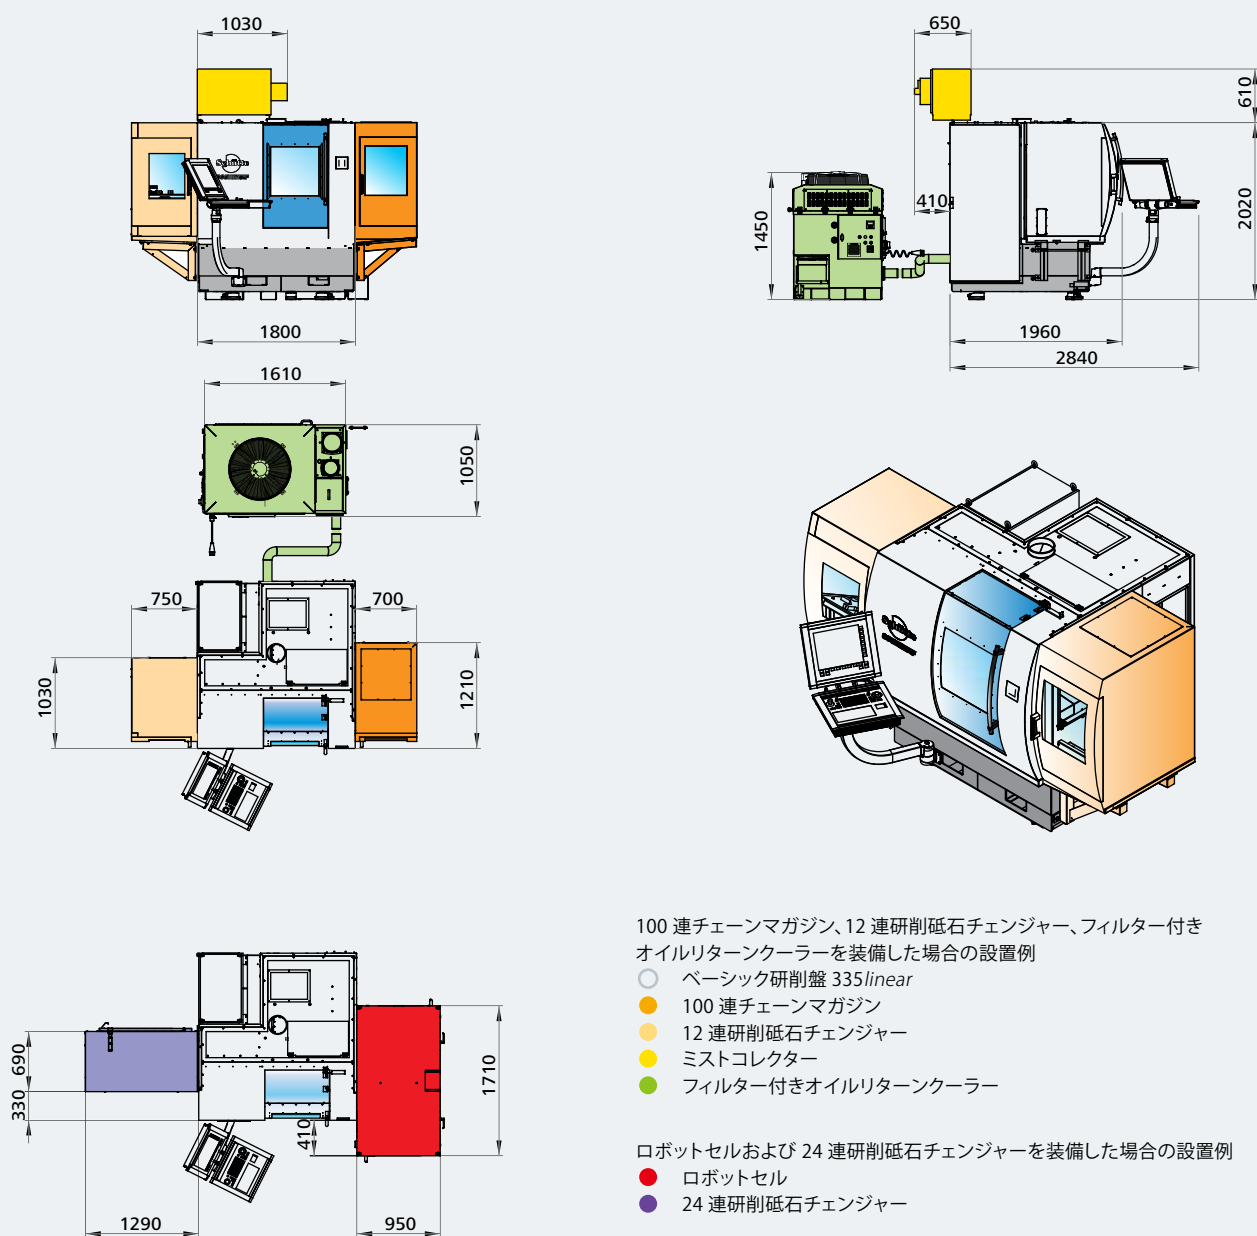 1030
650
610
Schütte
410
1450
2020
1800
1960
2840
1610
1050
750
700
1030
1210
Schütte
690
330
410
1710
1290
950
100 連チェーンマガジン、12 連研削砥石チェンジャー、フィルター付き
オイルリターンクーラーを装備した場合の設置例
ベーシック研削盤 335linear
100 連チェーンマガジン
12 連研削砥石チェンジャー
ミストコレクター
フィルター付きオイルリターンクーラー
ロボットセルおよび 24 連研削砥石チェンジャーを装備した場合の設置例
ロボットセル
24 連研削砥石チェンジャー